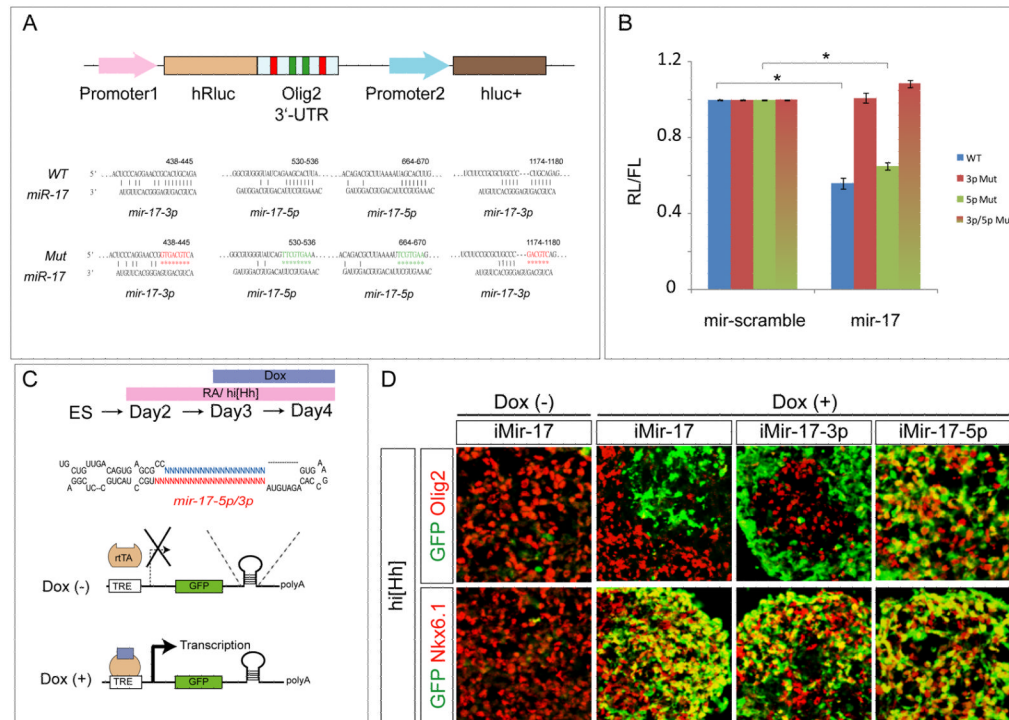 A
Promoter1
hRluc
Olig2
3'-UTR
Promoter2
hluc+
438-445
530-536
664-670
1174-1180
WT
miR-17
mir-17-3p
mir-17-5p
mir-17-5p
mir-17-3p
438-445
530-536
664-670
1174-1180
Mut
miR-17
mir-17-3p
mir-17-5p
mir-17-5p
mir-17-3p
B
RL/FL
1.2
0.8
0.4
0
*
*
mir-scramble
mir-17
WT
3p Mut
5p Mut
3p/5p Mu
C
Dox
RA/ hi[Hh]
ES → Day2 → Day3 → Day4
NNNNNNNNNNNNNNNNNNNN
mir-17-5p/3p
rtTA
Dox (-)
TRE
GFP
polyA
Transcription
Dox (+)
TRE
GFP
polyA
D
Dox (-)
Dox (+)
iMir-17
iMir-17
iMir-17-3p
iMir-17-5p
hi[Hh]
GFP Olig2
GFP Nkx6.1